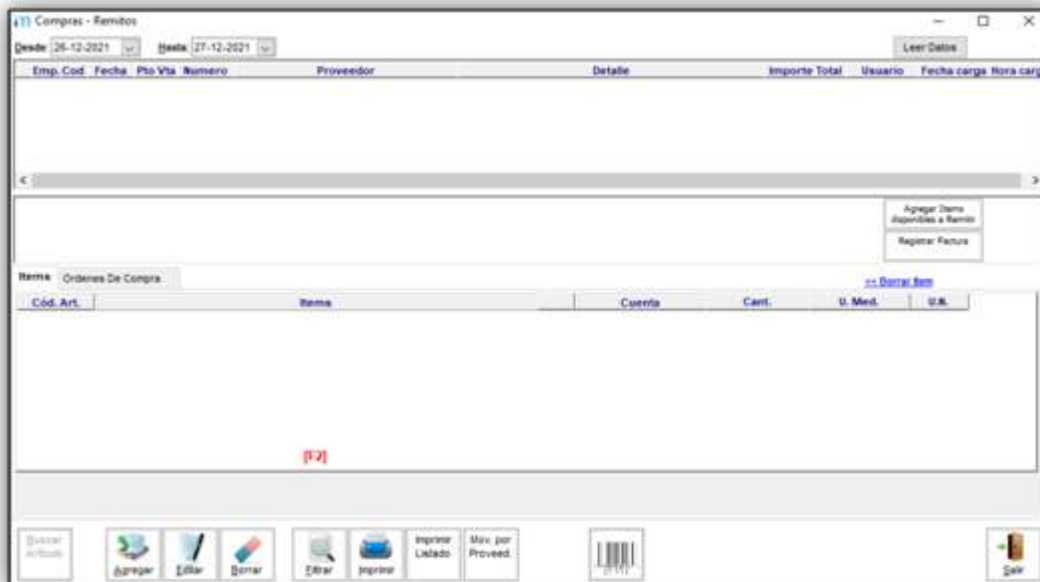 Compras - Remitos
Desde 26-12-2021 Hasta 27-12-2021 Leer Datos
Emp. Cod Fecha Pto Vta Numero Proveedor Detalle Importe Total Usuario Fecha carga Hora carg
Agregar Items
disponibles a Remito
Registrar Factura
Items Ordenes De Compra << Borrar Item
Cód. Art. Items Cuenta Cant. U. Med. U.N.
[F2]
Buscar
Artículo
Agregar Editar Borrar Filtrar Imprimir
Imprimir
Listado
Mov. por
Proveed.
Salir